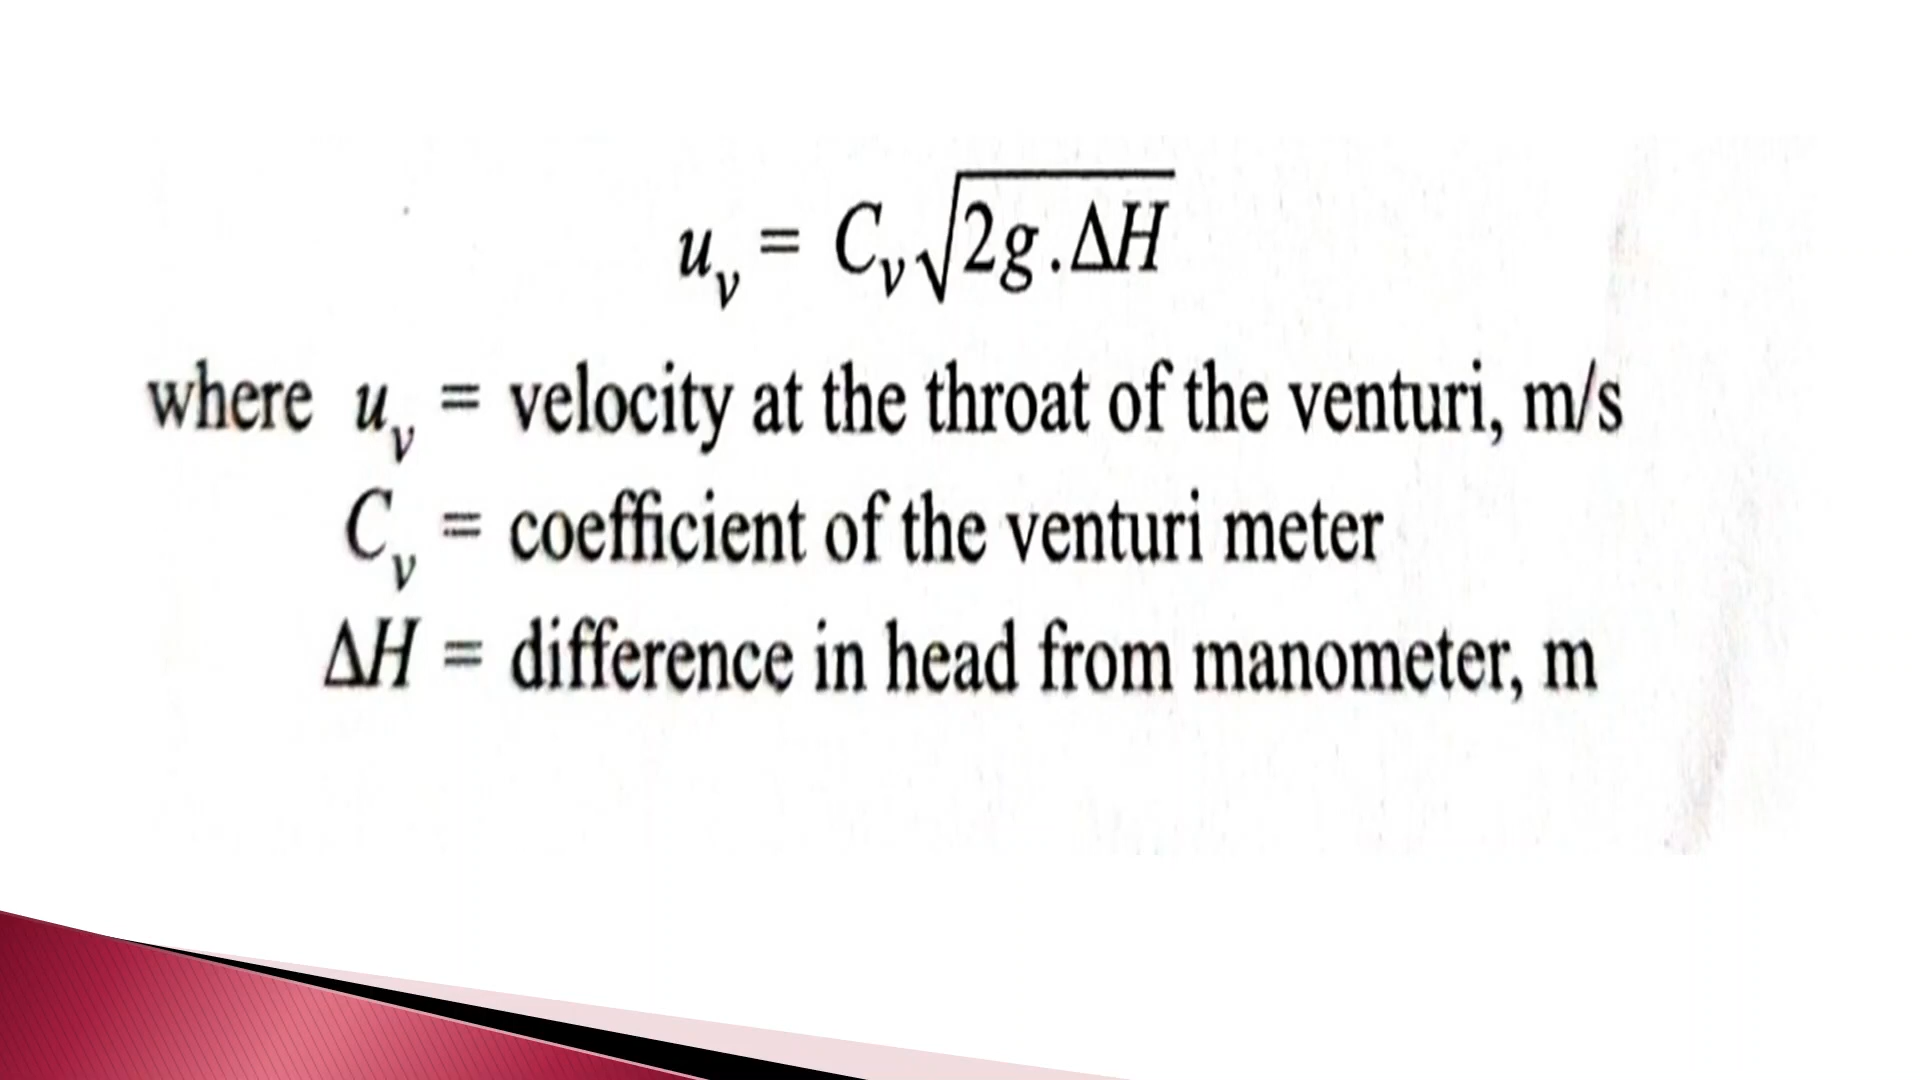 u_v = C_v√2g.ΔH
where u_v = velocity at the throat of the venturi, m/s
C_v = coefficient of the venturi meter
ΔH = difference in head from manometer, m